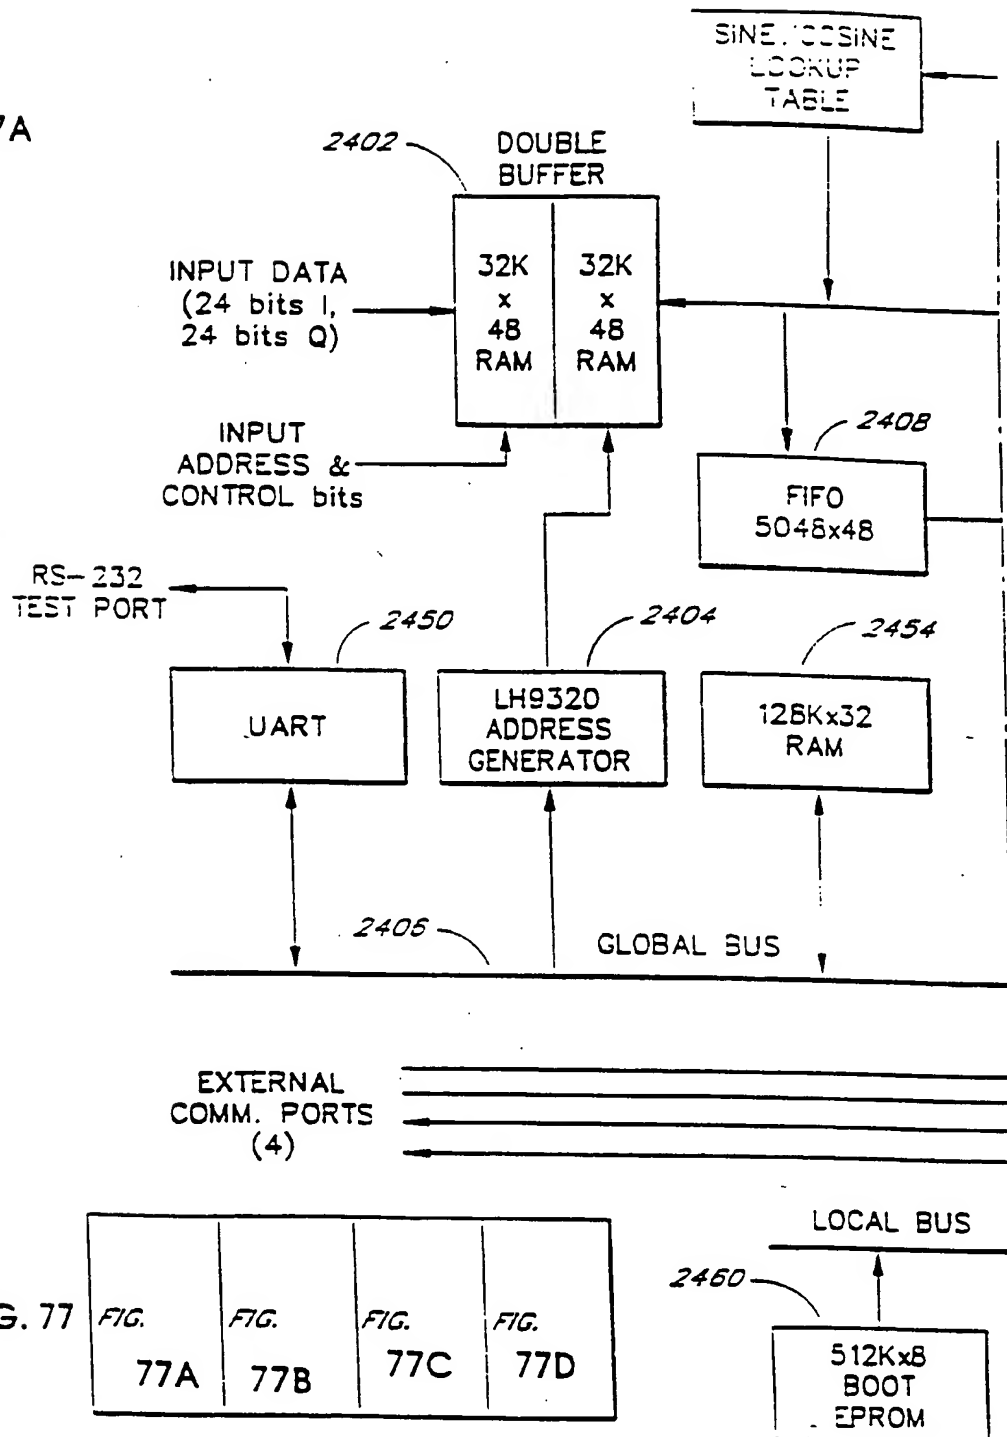 SINE/COSINE
LOOKUP
TABLE
7A
2402
DOUBLE
BUFFER
INPUT DATA
(24 bits I,
24 bits Q)
32K
x
48
RAM
32K
x
48
RAM
INPUT
ADDRESS &
CONTROL bits
2408
FIFO
5048x48
RS-232
TEST PORT
2450
UART
2404
LH9320
ADDRESS
GENERATOR
2454
128Kx32
RAM
2406
GLOBAL BUS
EXTERNAL
COMM. PORTS
(4)
LOCAL BUS
2460
512Kx8
BOOT
EPROM
G. 77
FIG.
77A
FIG.
77B
FIG.
77C
FIG.
77D